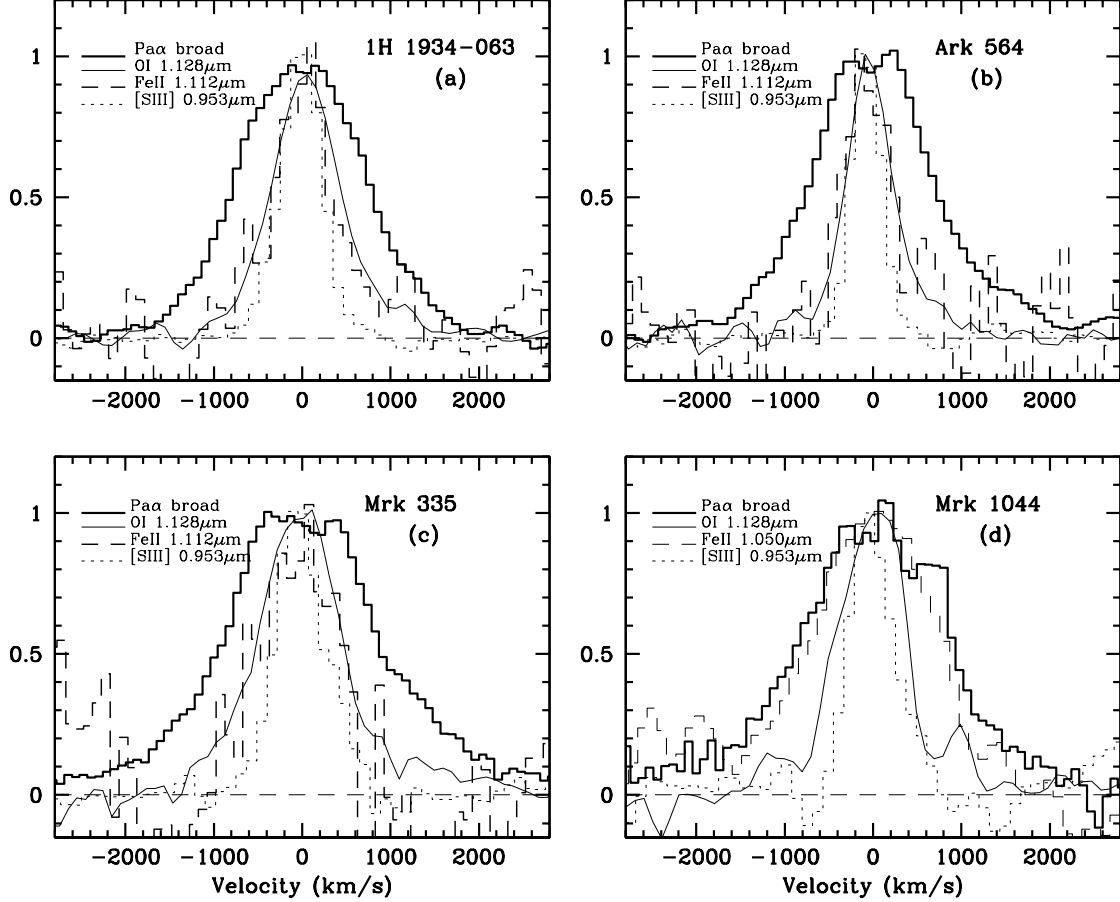 1H 1934-063
(a)
Paα broad
OI 1.128μm
FeII 1.112μm
[SIII] 0.953μm
1
0.5
0
-2000 -1000 0 1000 2000
Ark 564
(b)
Paα broad
OI 1.128μm
FeII 1.112μm
[SIII] 0.953μm
1
0.5
0
-2000 -1000 0 1000 2000
Mrk 335
(c)
Paα broad
OI 1.128μm
FeII 1.112μm
[SIII] 0.953μm
1
0.5
0
-2000 -1000 0 1000 2000
Velocity (km/s)
Mrk 1044
(d)
Paα broad
OI 1.128μm
FeII 1.050μm
[SIII] 0.953μm
1
0.5
0
-2000 -1000 0 1000 2000
Velocity (km/s)